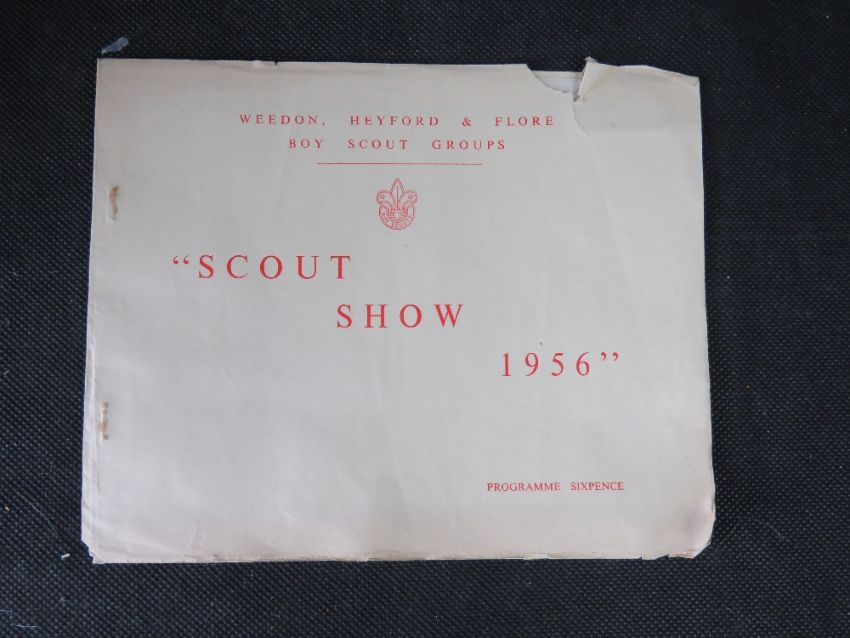 WEEDON, HEYFORD & FLORE
BOY SCOUT GROUPS
“SCOUT
SHOW
1956”
PROGRAMME SIXPENCE